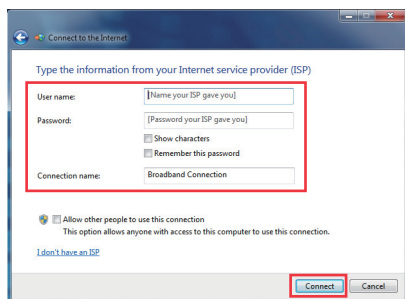 Connect to the Internet
Type the information from your Internet service provider (ISP)
User name: [Name your ISP gave you]
Password: [Password your ISP gave you]
Show characters
Remember this password
Connection name: Broadband Connection
Allow other people to use this connection
This option allows anyone with access to this computer to use this connection.
I don't have an ISP
Connect Cancel